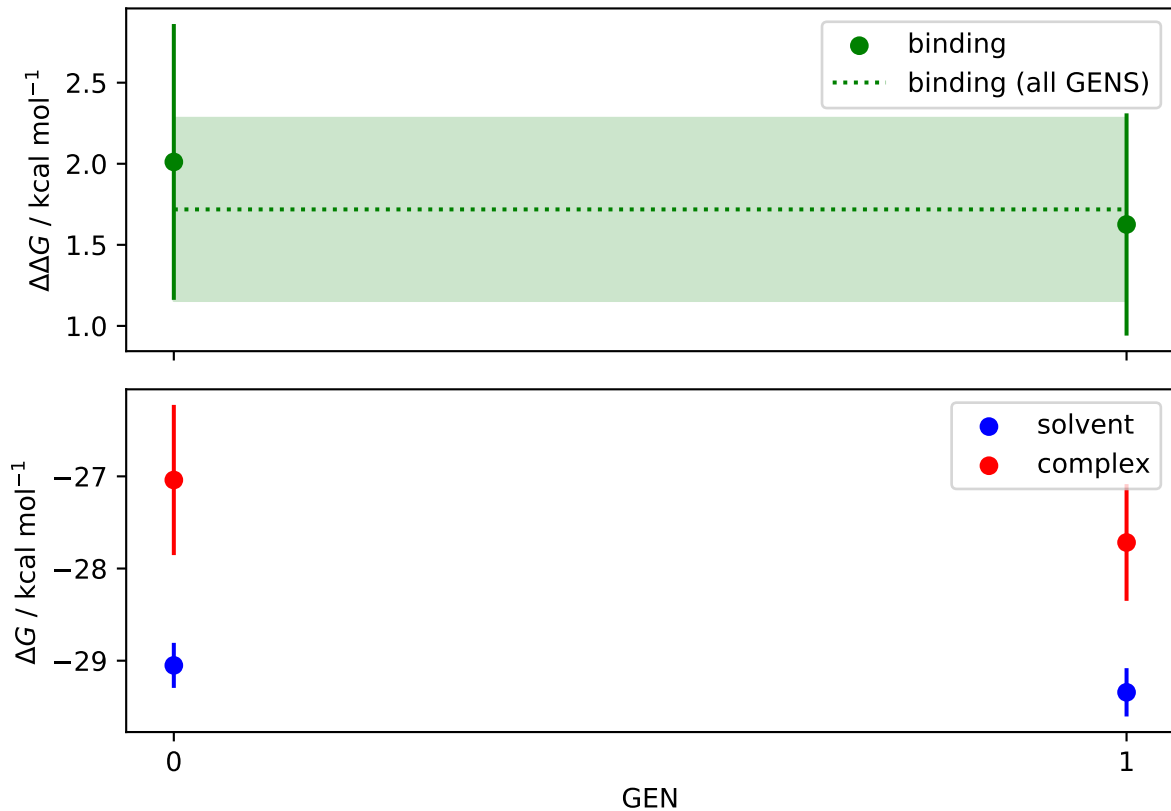 binding
binding (all GENS)
2.5
2.0
1.5
1.0
ΔΔG / kcal mol⁻¹
solvent
complex
−27
−28
−29
ΔG / kcal mol⁻¹
0
1
GEN